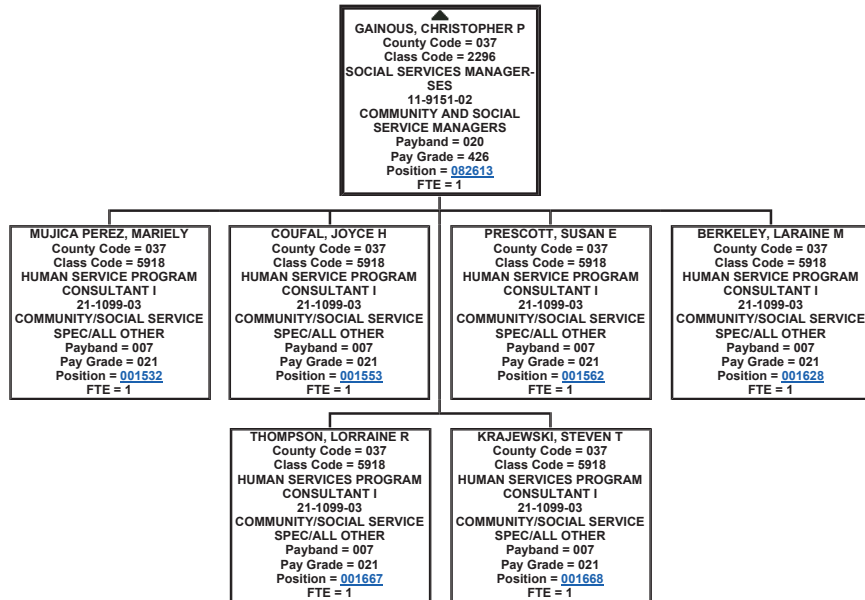 GAINOUS, CHRISTOPHER P
County Code = 037
Class Code = 2296
SOCIAL SERVICES MANAGER-
SES
11-9151-02
COMMUNITY AND SOCIAL
SERVICE MANAGERS
Payband = 020
Pay Grade = 426
Position = 082613
FTE = 1
MUJICA PEREZ, MARIELY
County Code = 037
Class Code = 5918
HUMAN SERVICE PROGRAM
CONSULTANT I
21-1099-03
COMMUNITY/SOCIAL SERVICE
SPEC/ALL OTHER
Payband = 007
Pay Grade = 021
Position = 001532
FTE = 1
COUFAL, JOYCE H
County Code = 037
Class Code = 5918
HUMAN SERVICE PROGRAM
CONSULTANT I
21-1099-03
COMMUNITY/SOCIAL SERVICE
SPEC/ALL OTHER
Payband = 007
Pay Grade = 021
Position = 001553
FTE = 1
PRESCOTT, SUSAN E
County Code = 037
Class Code = 5918
HUMAN SERVICE PROGRAM
CONSULTANT I
21-1099-03
COMMUNITY/SOCIAL SERVICE
SPEC/ALL OTHER
Payband = 007
Pay Grade = 021
Position = 001562
FTE = 1
BERKELEY, LARAINE M
County Code = 037
Class Code = 5918
HUMAN SERVICE PROGRAM
CONSULTANT I
21-1099-03
COMMUNITY/SOCIAL SERVICE
SPEC/ALL OTHER
Payband = 007
Pay Grade = 021
Position = 001628
FTE = 1
THOMPSON, LORRAINE R
County Code = 037
Class Code = 5918
HUMAN SERVICES PROGRAM
CONSULTANT I
21-1099-03
COMMUNITY/SOCIAL SERVICE
SPEC/ALL OTHER
Payband = 007
Pay Grade = 021
Position = 001667
FTE = 1
KRAJEWSKI, STEVEN T
County Code = 037
Class Code = 5918
HUMAN SERVICES PROGRAM
CONSULTANT I
21-1099-03
COMMUNITY/SOCIAL SERVICE
SPEC/ALL OTHER
Payband = 007
Pay Grade = 021
Position = 001668
FTE = 1